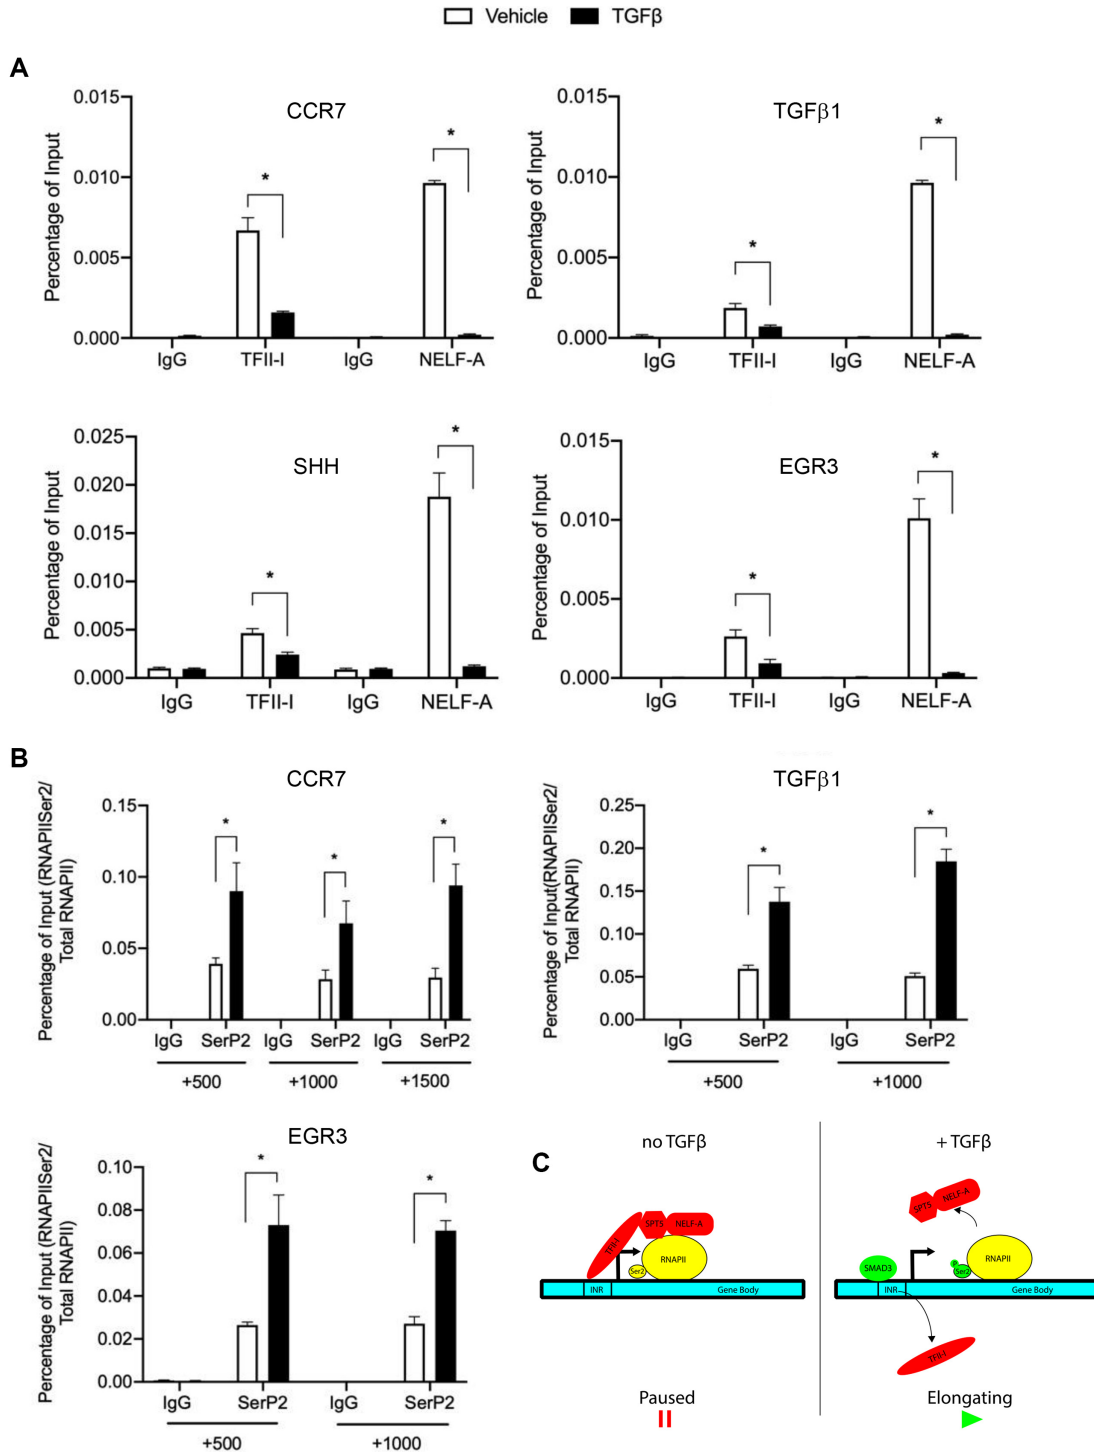 Vehicle TGFβ
A
CCR7
Percentage of Input
0.015
0.010
0.005
0.000
* *
IgG TFII-I IgG NELF-A
TGFβ1
Percentage of Input
0.015
0.010
0.005
0.000
* *
IgG TFII-I IgG NELF-A
SHH
Percentage of Input
0.025
0.020
0.015
0.010
0.005
0.000
* *
IgG TFII-I IgG NELF-A
EGR3
Percentage of Input
0.015
0.010
0.005
0.000
* *
IgG TFII-I IgG NELF-A
B
CCR7
Percentage of Input (RNAPIISer2/
Total RNAPII)
0.15
0.10
0.05
0.00
* * *
IgG SerP2 IgG SerP2 IgG SerP2
+500 +1000 +1500
TGFβ1
Percentage of Input(RNAPIISer2/
Total RNAPII)
0.25
0.20
0.15
0.10
0.05
0.00
* *
IgG SerP2 IgG SerP2
+500 +1000
EGR3
Percentage of Input (RNAPIISer2/
Total RNAPII)
0.10
0.08
0.06
0.04
0.02
0.00
* *
IgG SerP2 IgG SerP2
+500 +1000
C
no TGFβ
TFII-I SPT5 NELF-A
Ser2 RNAPII
INR Gene Body
Paused
+ TGFβ
SPT5 NELF-A
SMAD3 Ser2 RNAPII
INR Gene Body
TFII-I
Elongating